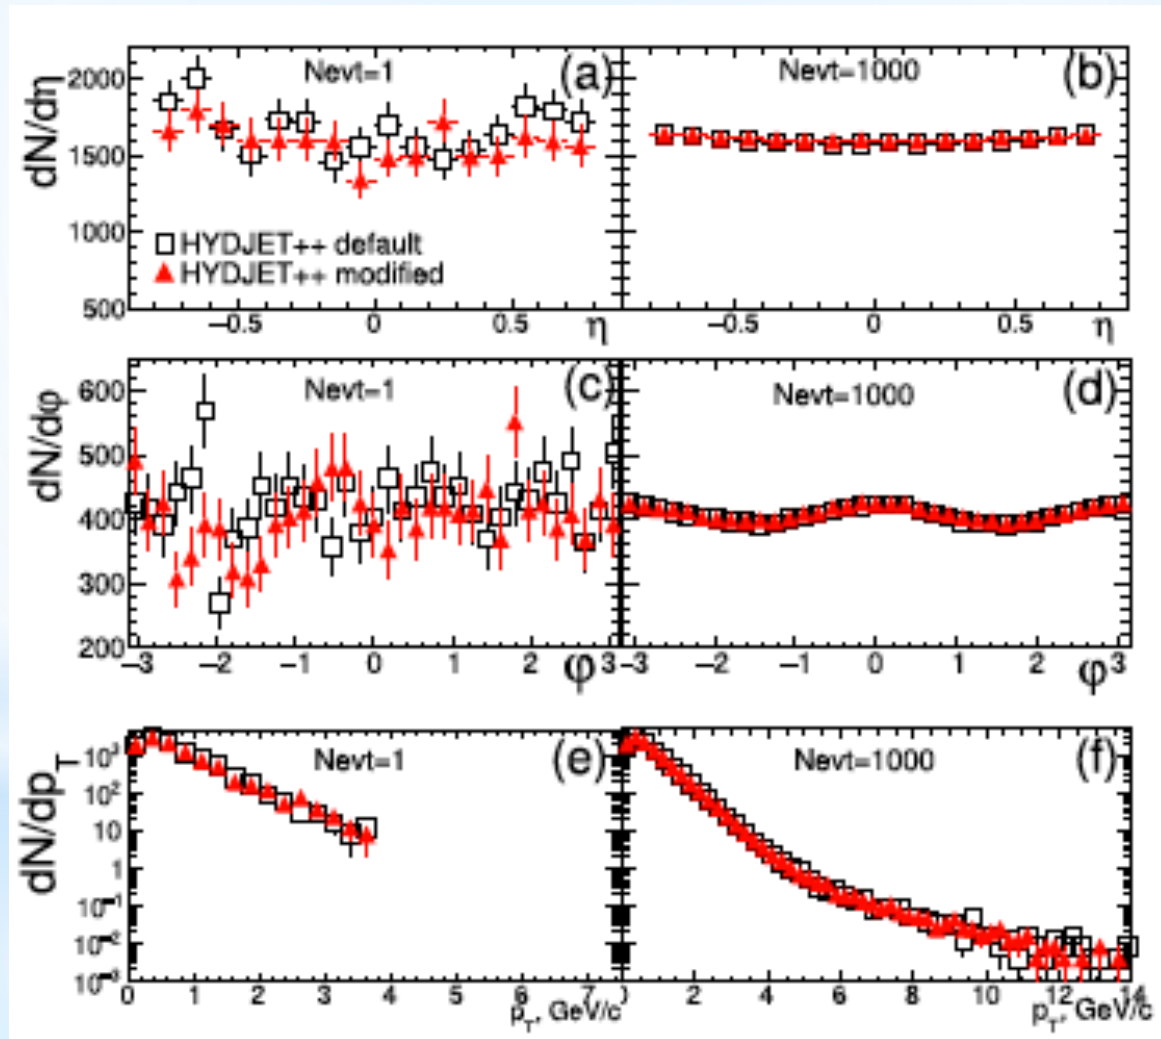 Nevt=1 (a)
Nevt=1000 (b)
dN/dη
2000
1500
1000
500
HYDJET++ default
HYDJET++ modified
−0.5 0 0.5 η
−0.5 0 0.5 η
Nevt=1 (c)
Nevt=1000 (d)
dN/dφ
600
500
400
300
200
−3 −2 −1 0 1 2 φ 3
−3 −2 −1 0 1 2 φ 3
Nevt=1 (e)
Nevt=1000 (f)
dN/dp_T
10³
10²
10
1
10⁻¹
10⁻²
10⁻³
0 1 2 3 4 5 6 7
p_T, GeV/c
2 4 6 8 10 12 14
p_T, GeV/c